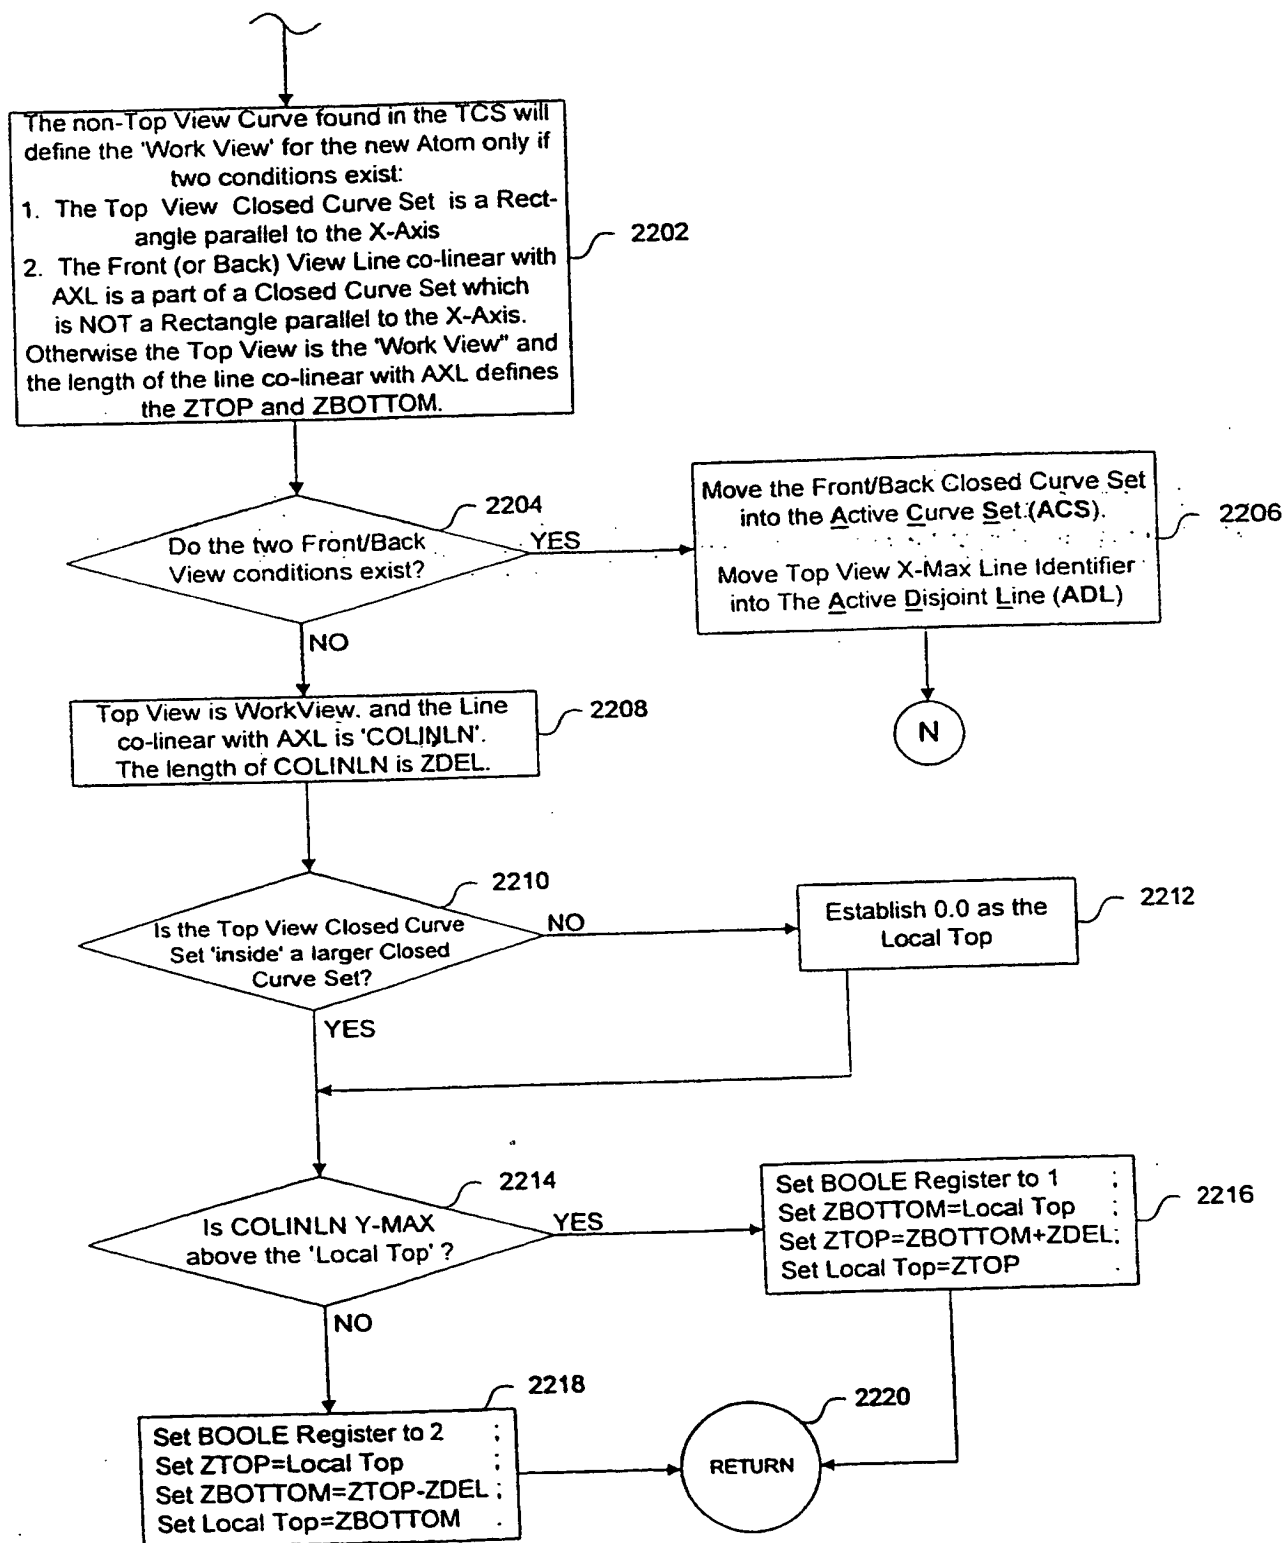 The non-Top View Curve found in the TCS will
define the 'Work View' for the new Atom only if
two conditions exist:
1. The Top View Closed Curve Set is a Rect-
angle parallel to the X-Axis
2. The Front (or Back) View Line co-linear with
AXL is a part of a Closed Curve Set which
is NOT a Rectangle parallel to the X-Axis.
Otherwise the Top View is the 'Work View" and
the length of the line co-linear with AXL defines
the ZTOP and ZBOTTOM.
2202
2204
Do the two Front/Back
View conditions exist?
YES
NO
Move the Front/Back Closed Curve Set
into the Active Curve Set.(ACS).
Move Top View X-Max Line Identifier
into The Active Disjoint Line (ADL)
2206
N
Top View is WorkView. and the Line
co-linear with AXL is 'COLINLN'.
The length of COLINLN is ZDEL.
2208
2210
Is the Top View Closed Curve
Set 'inside' a larger Closed
Curve Set?
NO
YES
Establish 0.0 as the
Local Top
2212
2214
Is COLINLN Y-MAX
above the 'Local Top' ?
YES
NO
Set BOOLE Register to 1 ;
Set ZBOTTOM=Local Top ;
Set ZTOP=ZBOTTOM+ZDEL;
Set Local Top=ZTOP .
2216
2218
Set BOOLE Register to 2 ;
Set ZTOP=Local Top ;
Set ZBOTTOM=ZTOP-ZDEL ;
Set Local Top=ZBOTTOM .
2220
RETURN